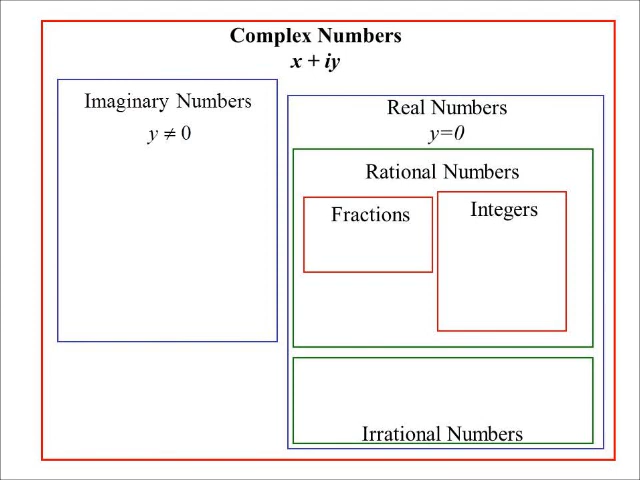 Complex Numbers
x + iy
Imaginary Numbers
y ≠ 0
Real Numbers
y=0
Rational Numbers
Fractions
Integers
Irrational Numbers